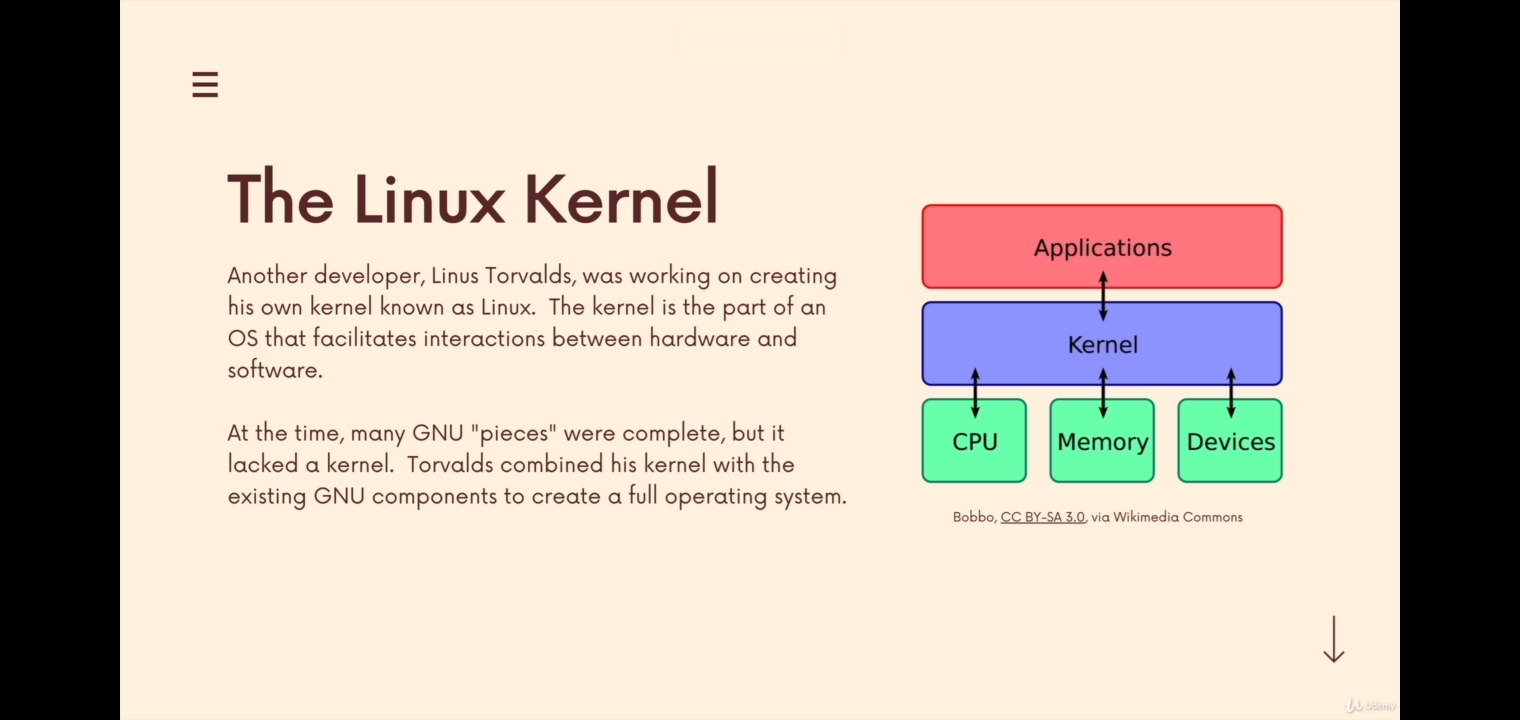 The Linux Kernel
Another developer, Linus Torvalds, was working on creating
his own kernel known as Linux.  The kernel is the part of an
OS that facilitates interactions between hardware and
software.
At the time, many GNU "pieces" were complete, but it
lacked a kernel.  Torvalds combined his kernel with the
existing GNU components to create a full operating system.
Applications
Kernel
CPU Memory Devices
Bobbo, CC BY-SA 3.0, via Wikimedia Commons
Udemy